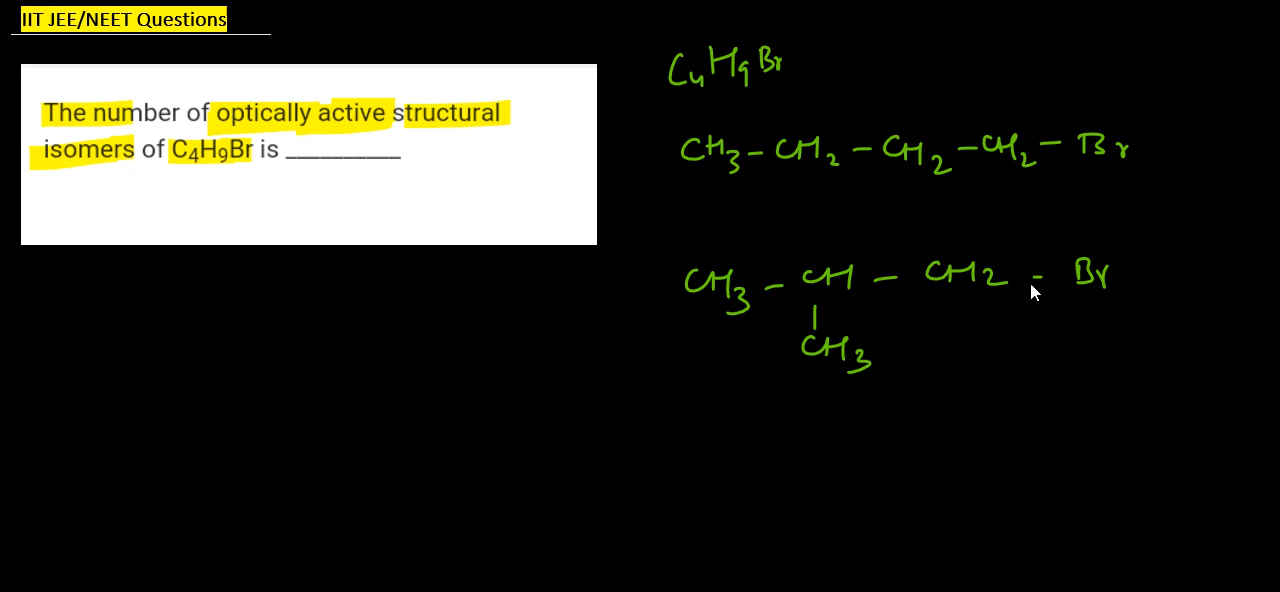 IIT JEE/NEET Questions
The number of optically active structural
isomers of C₄H₉Br is __________
C₄H₉Br
CH₃-CH₂-CH₂-CH₂-Br
CH₃-CH-CH₂-Br
|
CH₃